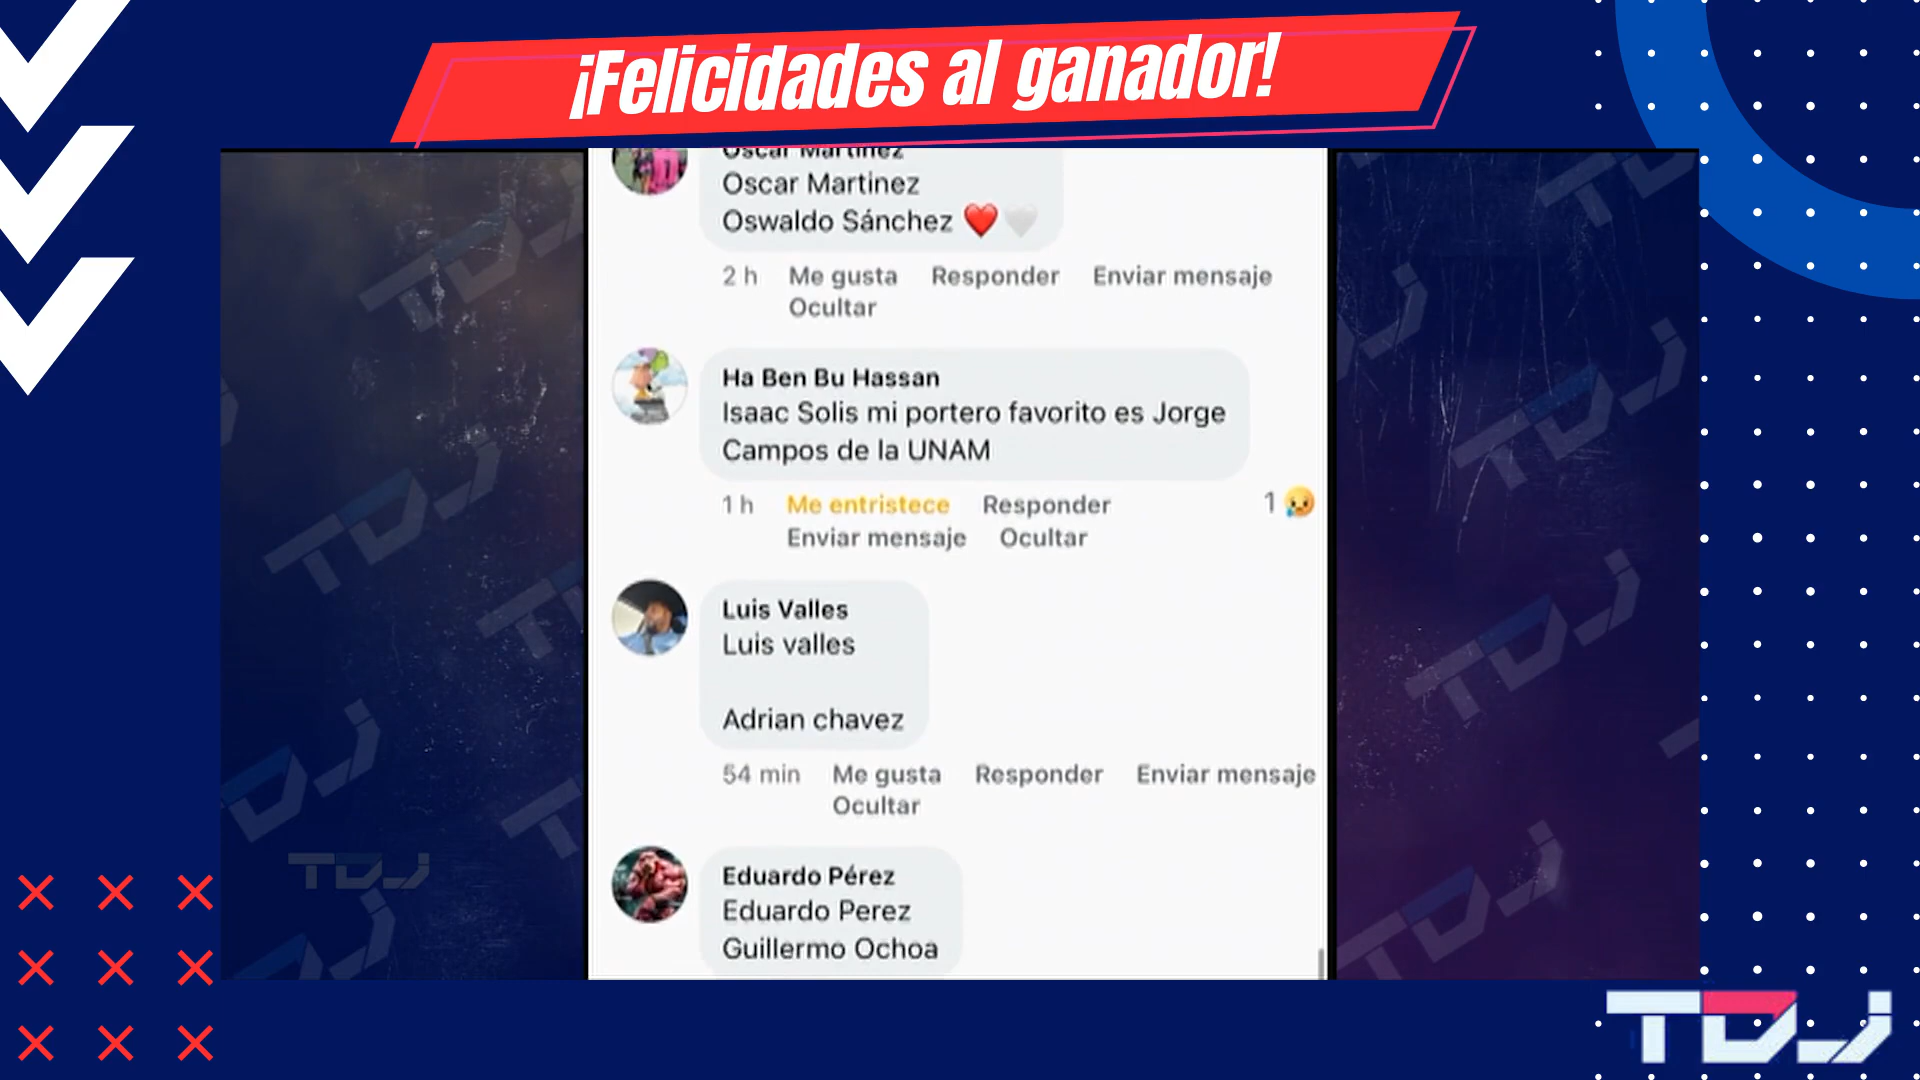 ¡Felicidades al ganador!
Oscar Martinez
Oscar Martinez
Oswaldo Sánchez ❤️🤍
2 h Me gusta Responder Enviar mensaje
Ocultar
Ha Ben Bu Hassan
Isaac Solis mi portero favorito es Jorge
Campos de la UNAM
1 h Me entristece Responder 1 😢
Enviar mensaje Ocultar
Luis Valles
Luis valles
Adrian chavez
54 min Me gusta Responder Enviar mensaje
Ocultar
Eduardo Pérez
Eduardo Perez
Guillermo Ochoa
TDJ